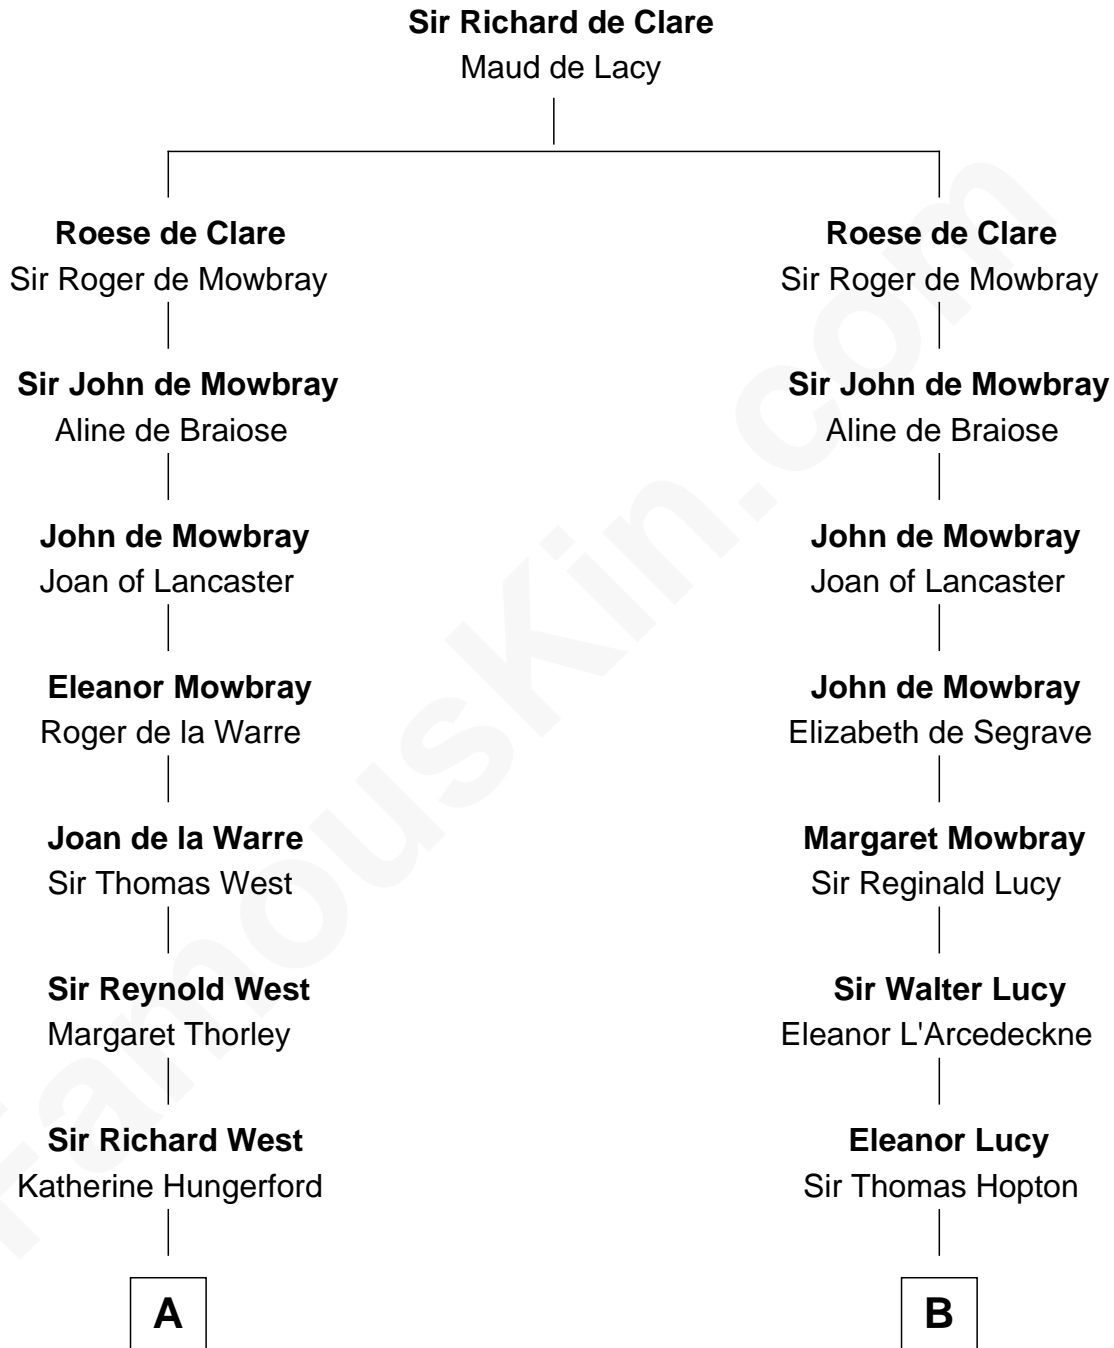 Sir Richard de Clare
Maud de Lacy
Roese de Clare
Sir Roger de Mowbray
Sir John de Mowbray
Aline de Braiose
John de Mowbray
Joan of Lancaster
Eleanor Mowbray
Roger de la Warre
Joan de la Warre
Sir Thomas West
Sir Reynold West
Margaret Thorley
Sir Richard West
Katherine Hungerford
A
Roese de Clare
Sir Roger de Mowbray
Sir John de Mowbray
Aline de Braiose
John de Mowbray
Joan of Lancaster
John de Mowbray
Elizabeth de Segrave
Margaret Mowbray
Sir Reginald Lucy
Sir Walter Lucy
Eleanor L'Arcedeckne
Eleanor Lucy
Sir Thomas Hopton
B
FamousKin.com